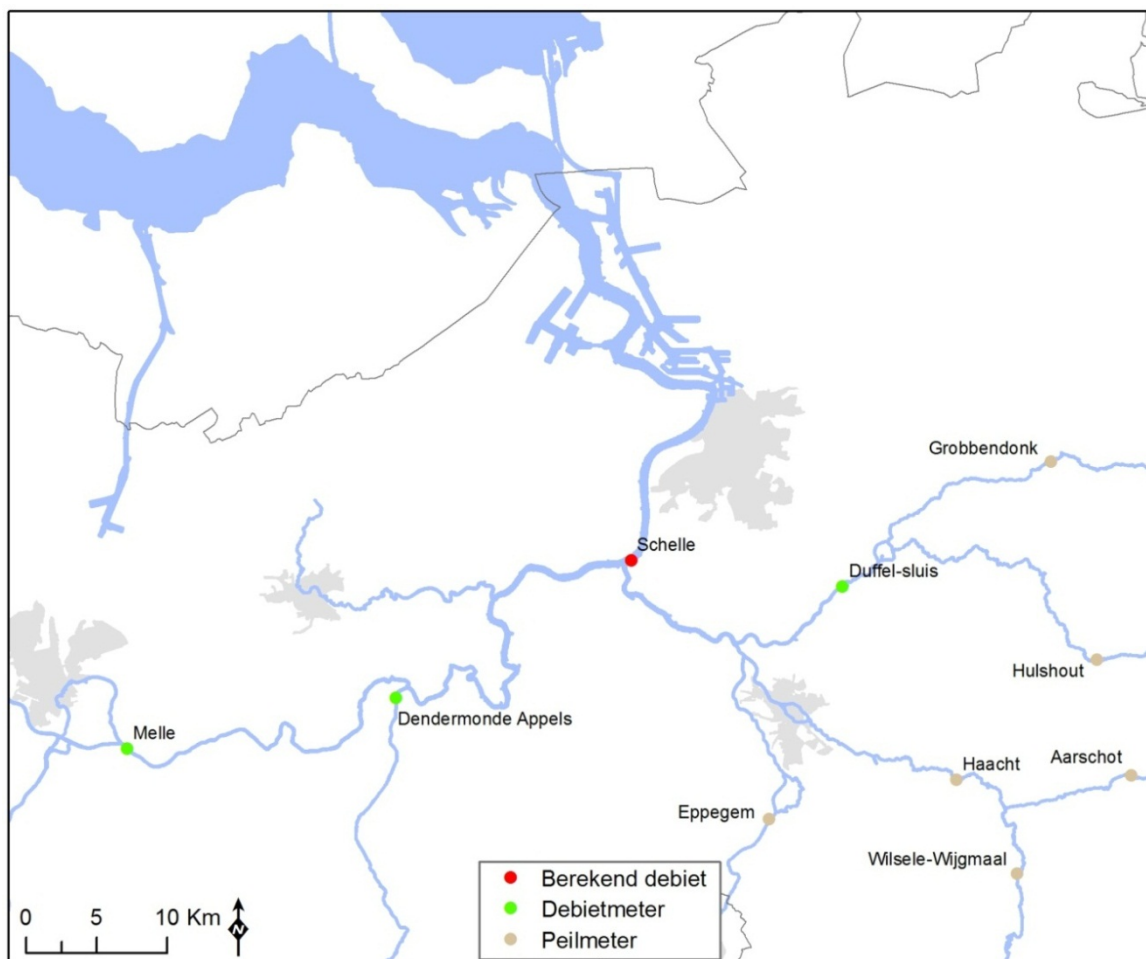 Grobbendonk
Schelle
Duffel-sluis
Hulshout
Dendermonde Appels
Melle
Haacht
Aarschot
Eppegem
Wilsele-Wijgmaal
Berekend debiet
Debietmeter
Peilmeter
0 5 10 Km